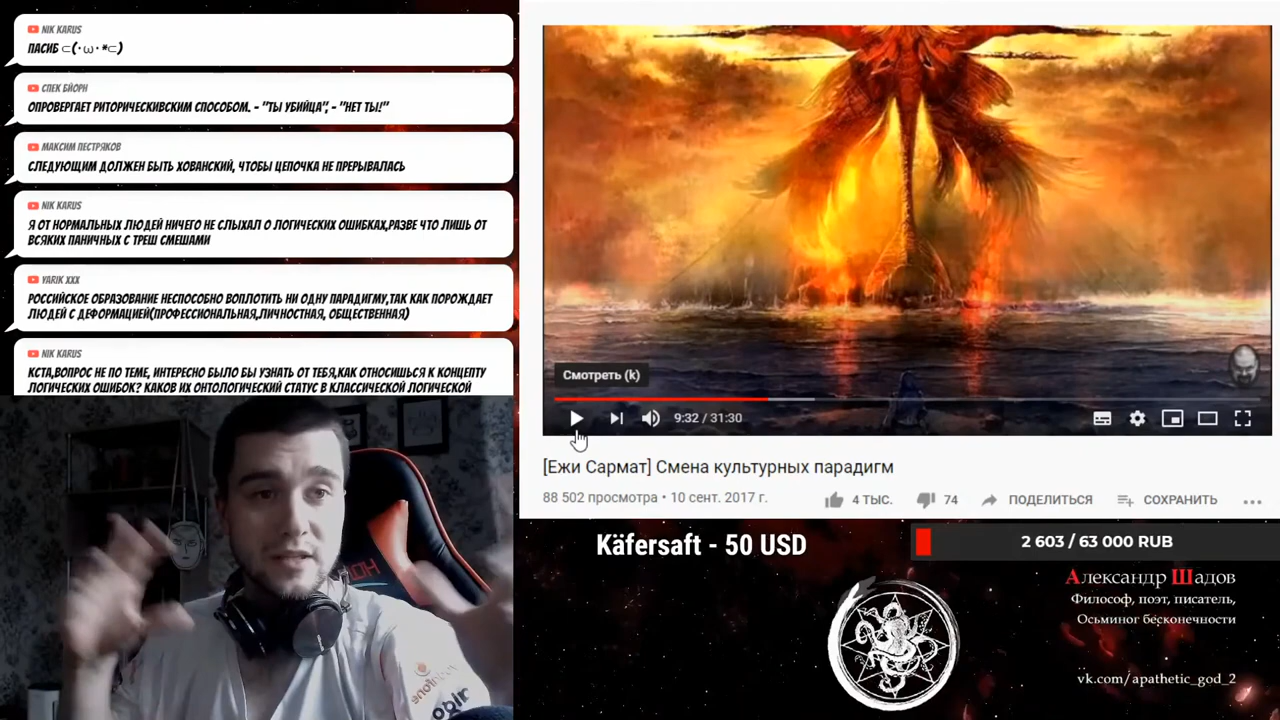 NIK KARUS
ПАСИБ ⊂(･ω･*⊂)
СПЕК БЙОРН
ОПРОВЕРГАЕТ РИТОРИЧЕСКИВСКИМ СПОСОБОМ. - "ТЫ УБИЙЦА", - "НЕТ ТЫ!"
МАКСИМ ПЕСТРЯКОВ
СЛЕДУЮЩИМ ДОЛЖЕН БЫТЬ ХОВАНСКИЙ, ЧТОБЫ ЦЕПОЧКА НЕ ПРЕРЫВАЛАСЬ
NIK KARUS
Я ОТ НОРМАЛЬНЫХ ЛЮДЕЙ НИЧЕГО НЕ СЛЫХАЛ О ЛОГИЧЕСКИХ ОШИБКАХ,РАЗВЕ ЧТО ЛИШЬ ОТ
ВСЯКИХ ПАНИЧНЫХ С ТРЕШ СМЕШАМИ
YARIK XXX
РОССИЙСКОЕ ОБРАЗОВАНИЕ НЕСПОСОБНО ВОПЛОТИТЬ НИ ОДНУ ПАРАДИГМУ,ТАК КАК ПОРОЖДАЕТ
ЛЮДЕЙ С ДЕФОРМАЦИЕЙ(ПРОФЕССИОНАЛЬНАЯ,ЛИЧНОСТНАЯ, ОБЩЕСТВЕННАЯ)
NIK KARUS
КСТА,ВОПРОС НЕ ПО ТЕМЕ, ИНТЕРЕСНО БЫЛО БЫ УЗНАТЬ ОТ ТЕБЯ,КАК ОТНОСИШЬСЯ К КОНЦЕПТУ
ЛОГИЧЕСКИХ ОШИБОК? КАКОВ ИХ ОНТОЛОГИЧЕСКИЙ СТАТУС В КЛАССИЧЕСКОЙ ЛОГИЧЕСКОЙ
Смотреть (k)
9:32 / 31:30
[Ежи Сармат] Смена культурных парадигм
88 502 просмотра • 10 сент. 2017 г.
4 ТЫС.
74
ПОДЕЛИТЬСЯ
СОХРАНИТЬ
Käfersaft - 50 USD
2 603 / 63 000 RUB
Александр Шадов
Философ, поэт, писатель,
Осьминог бесконечности
vk.com/apathetic_god_2